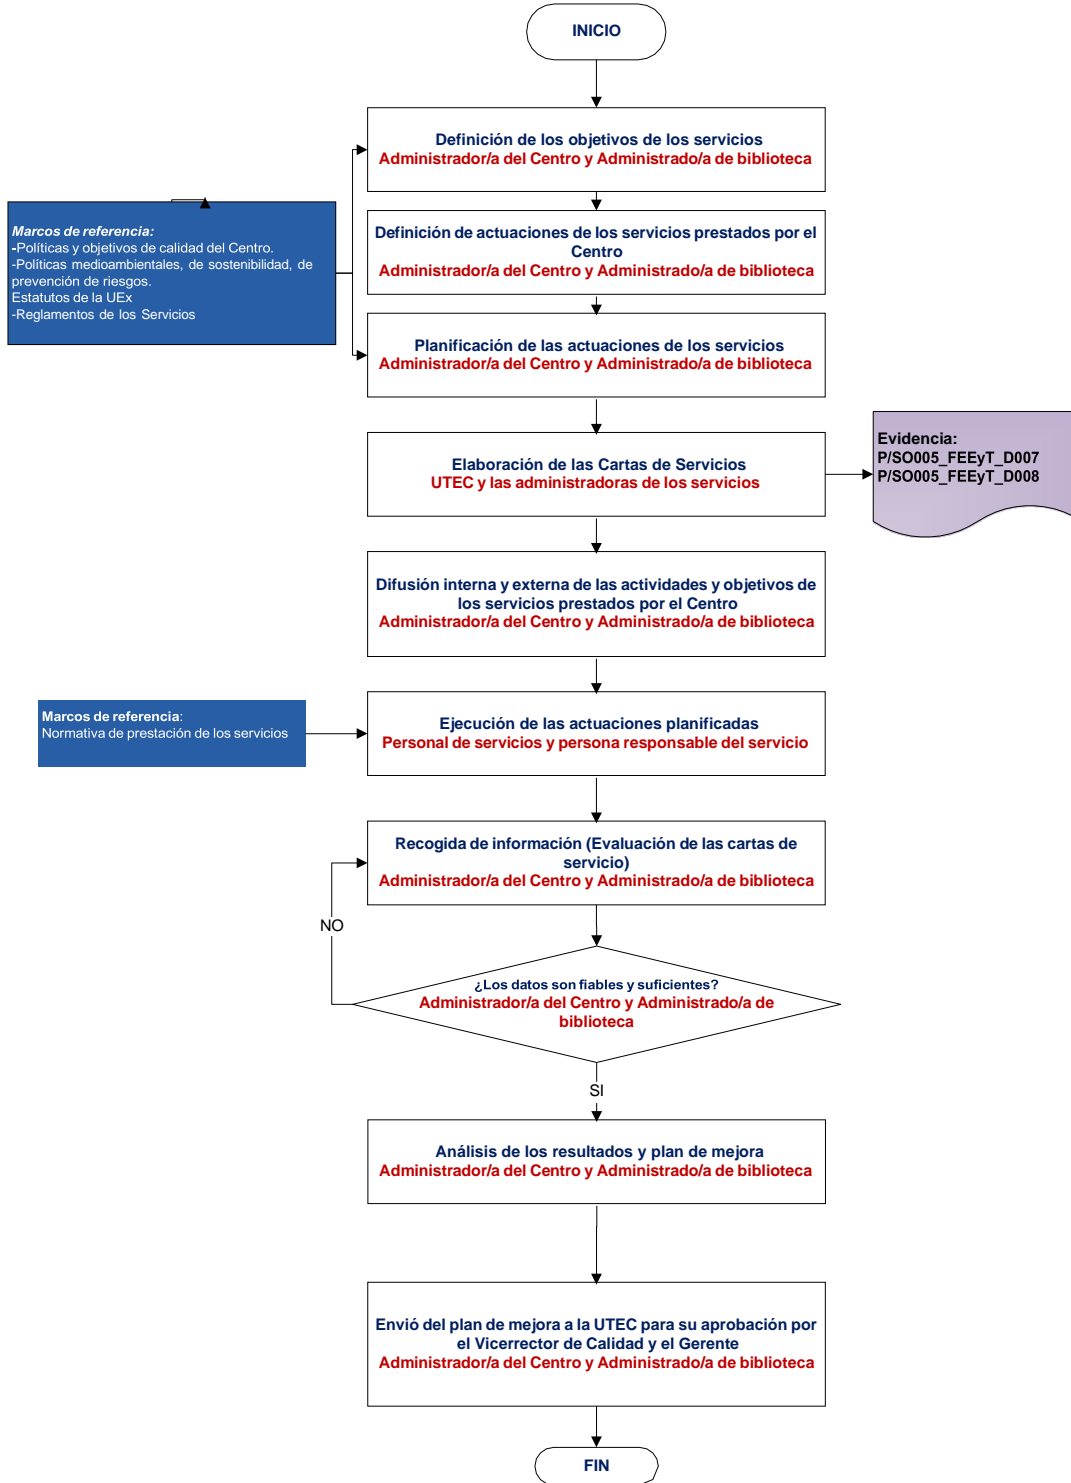 INICIO
Definición de los objetivos de los servicios
Administrador/a del Centro y Administrado/a de biblioteca
Marcos de referencia:
-Políticas y objetivos de calidad del Centro.
-Políticas medioambientales, de sostenibilidad, de
prevención de riesgos.
Estatutos de la UEx
-Reglamentos de los Servicios
Definición de actuaciones de los servicios prestados por el
Centro
Administrador/a del Centro y Administrado/a de biblioteca
Planificación de las actuaciones de los servicios
Administrador/a del Centro y Administrado/a de biblioteca
Elaboración de las Cartas de Servicios
UTEC y las administradoras de los servicios
Evidencia:
P/SO005_FEEyT_D007
P/SO005_FEEyT_D008
Difusión interna y externa de las actividades y objetivos de
los servicios prestados por el Centro
Administrador/a del Centro y Administrado/a de biblioteca
Marcos de referencia:
Normativa de prestación de los servicios
Ejecución de las actuaciones planificadas
Personal de servicios y persona responsable del servicio
Recogida de información (Evaluación de las cartas de
servicio)
Administrador/a del Centro y Administrado/a de biblioteca
NO
¿Los datos son fiables y suficientes?
Administrador/a del Centro y Administrado/a de
biblioteca
SI
Análisis de los resultados y plan de mejora
Administrador/a del Centro y Administrado/a de biblioteca
Envió del plan de mejora a la UTEC para su aprobación por
el Vicerrector de Calidad y el Gerente
Administrador/a del Centro y Administrado/a de biblioteca
FIN